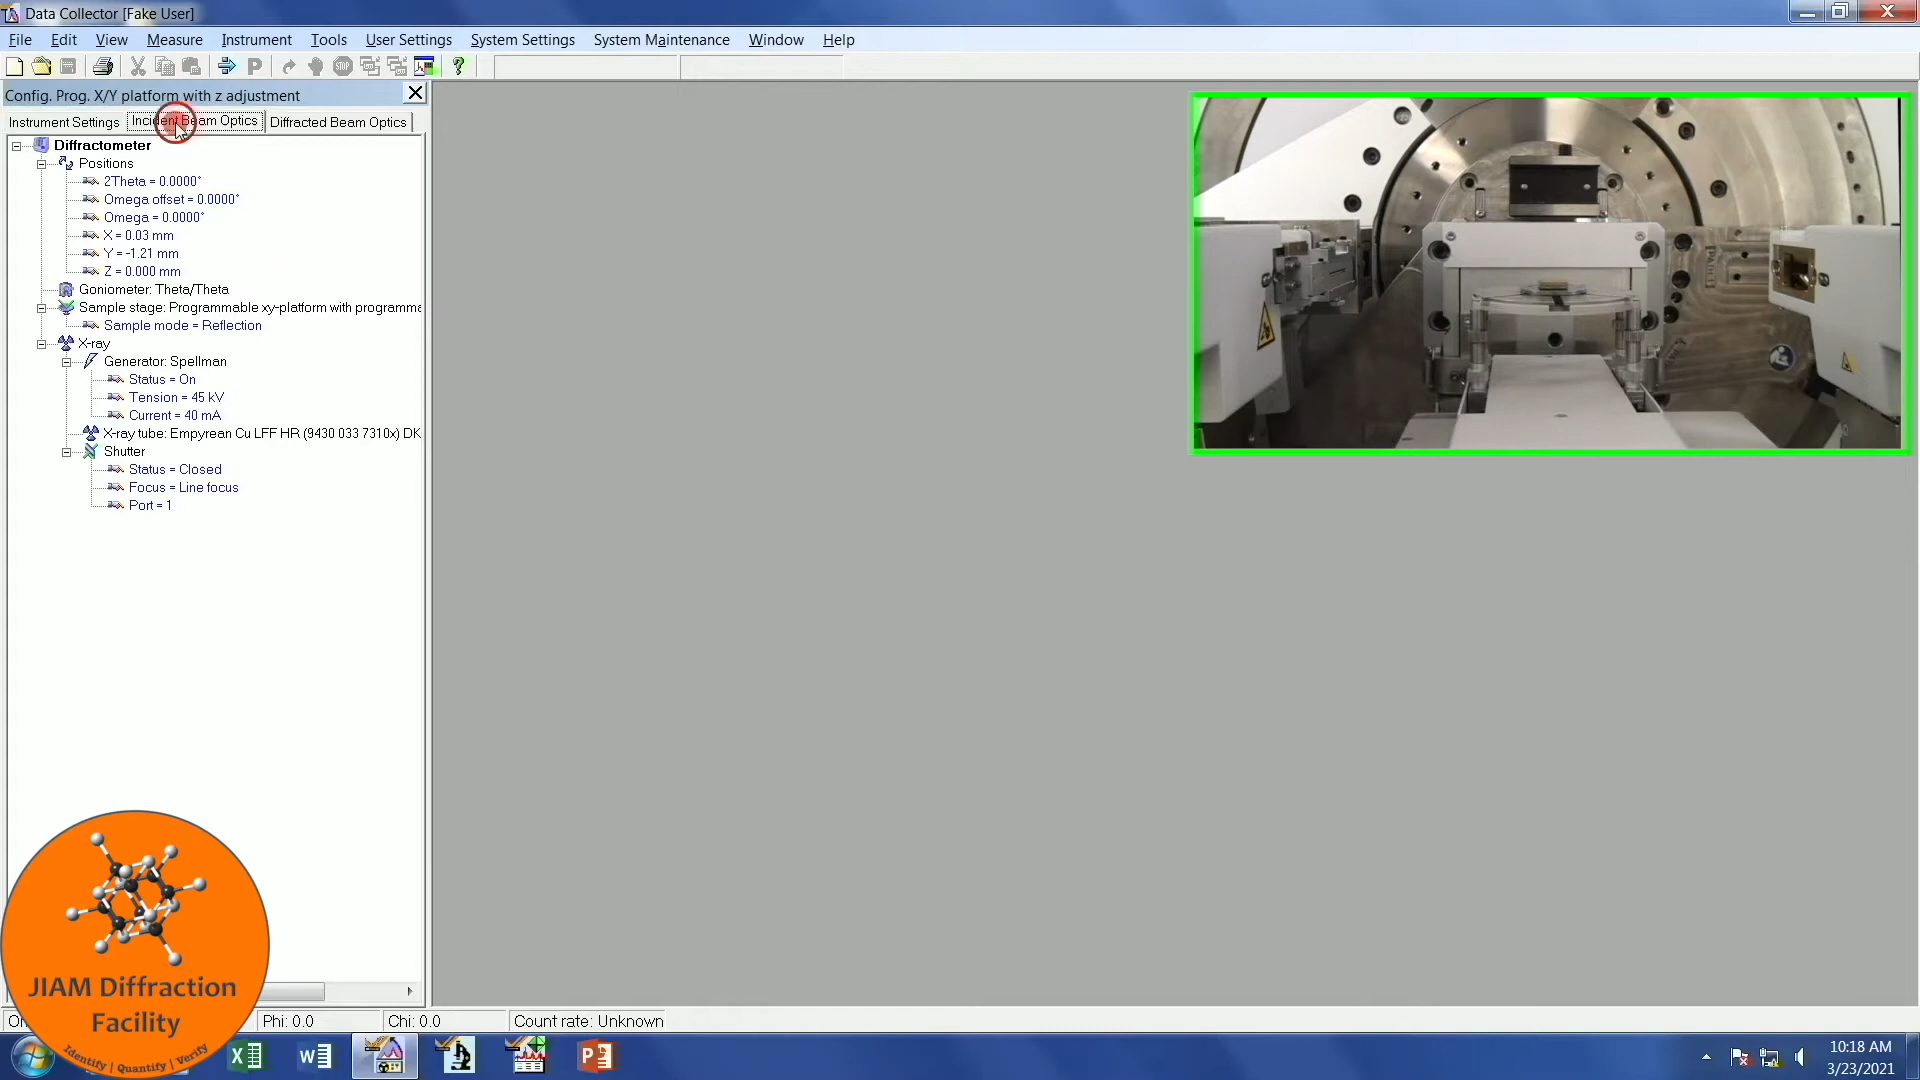 Data Collector [Fake User]
File Edit View Measure Instrument Tools User Settings System Settings System Maintenance Window Help
Config. Prog. X/Y platform with z adjustment
Instrument Settings Incident Beam Optics Diffracted Beam Optics
Diffractometer
Positions
2Theta = 0.0000°
Omega offset = 0.0000°
Omega = 0.0000°
X = 0.03 mm
Y = -1.21 mm
Z = 0.000 mm
Goniometer: Theta/Theta
Sample stage: Programmable xy-platform with
Sample mode = Reflection
X-ray
Generator: Spellman
Status = On
Tension = 45 kV
Current = 40 mA
X-ray tube: Empyrean Cu LFF HR (9430 033 7310x) DK
Shutter
Status = Closed
Focus = Line focus
Port = 1
JIAM Diffraction
Facility
Identify | Quantify | Verify
Phi: 0.0 Chi: 0.0 Count rate: Unknown
10:18 AM
3/23/2021